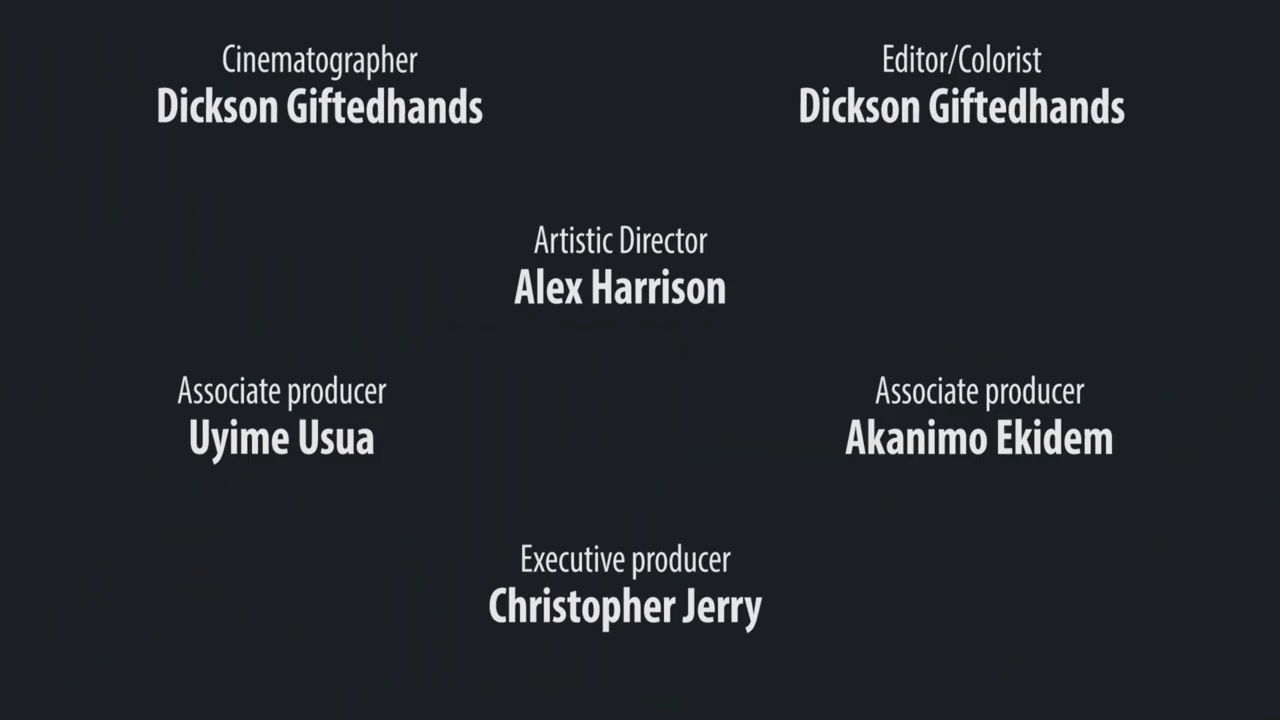 Cinematographer
Dickson Giftedhands
Editor/Colorist
Dickson Giftedhands
Artistic Director
Alex Harrison
Associate producer
Uyime Usua
Associate producer
Akanimo Ekidem
Executive producer
Christopher Jerry